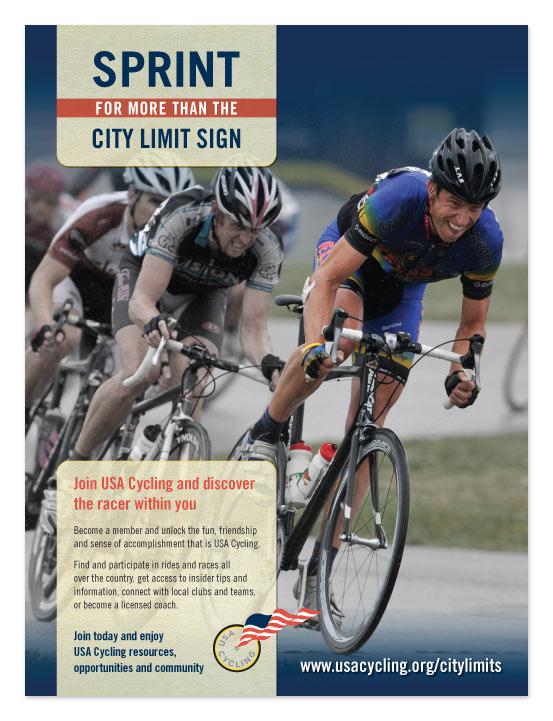 SPRINT
FOR MORE THAN THE
CITY LIMIT SIGN
Join USA Cycling and discover
the racer within you
Become a member and unlock the fun, friendship
and sense of accomplishment that is USA Cycling.
Find and participate in rides and races all
over the country, get access to insider tips and
information, connect with local clubs and teams,
or become a licensed coach.
Join today and enjoy
USA Cycling resources,
opportunities and community
USA
CYCLING
www.usacycling.org/citylimits